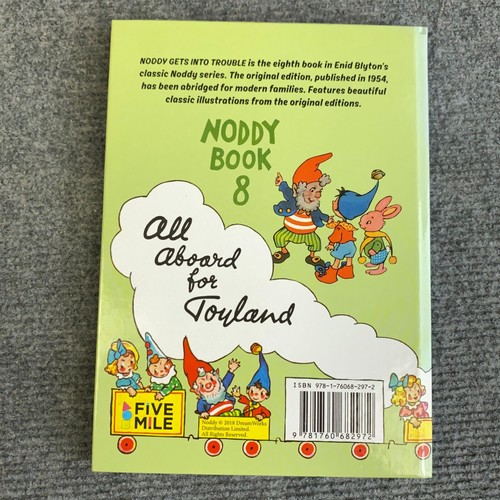 NODDY GETS INTO TROUBLE is the eighth book in Enid Blyton's
classic Noddy series. The original edition, published in 1954,
has been abridged for modern families. Features beautiful
classic illustrations from the original editions.
NODDY
BOOK
8
All
Aboard
for
Toyland
ISBN 978-1-76068-297-2
FiVE
MiLE
Noddy © 2018 DreamWorks
Distribution Limited.
All Rights Reserved.
9 781760 682972